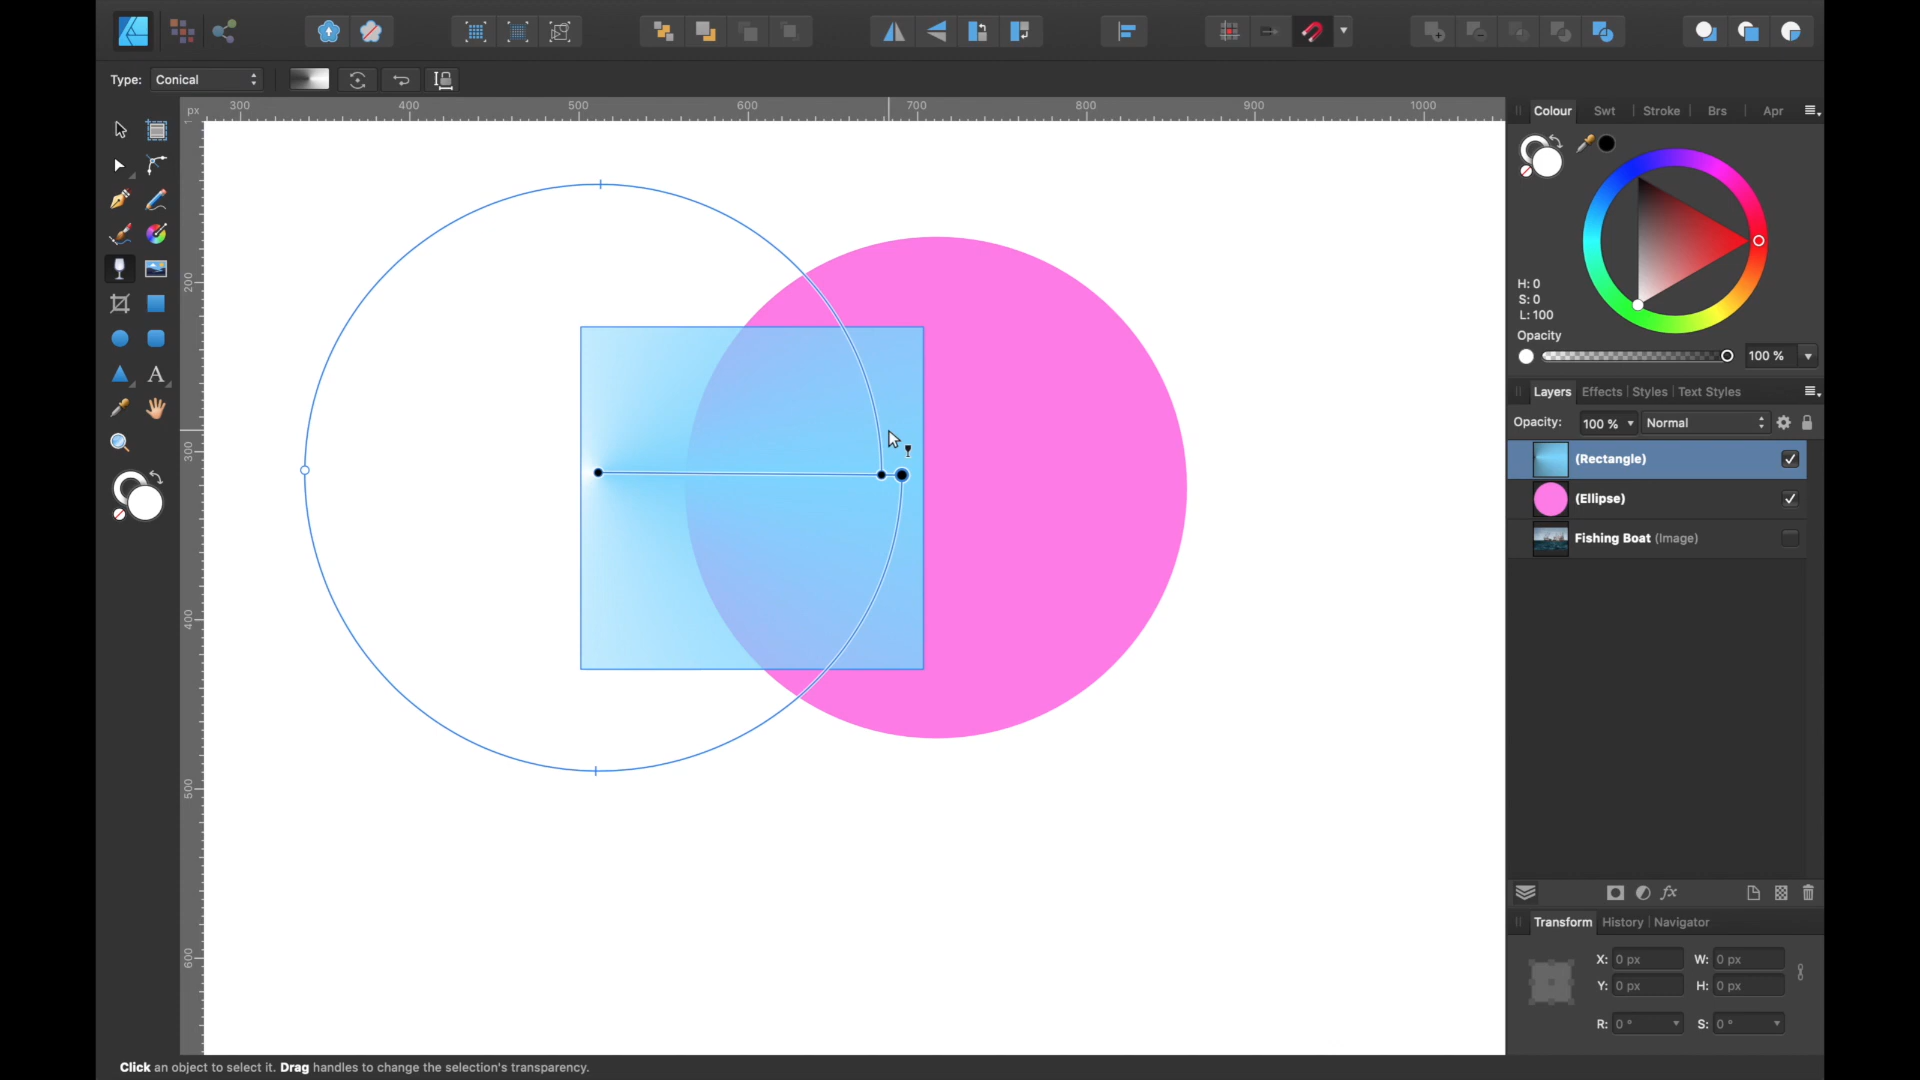 Type: Conical
px 300 400 500 600 700 800 900 1000
Colour Swt Stroke Brs Apr
200
300
400
500
600
A
H: 0
S: 0
L: 100
Opacity
100 %
Layers Effects Styles Text Styles
Opacity: 100 % Normal
(Rectangle)
(Ellipse)
Fishing Boat (Image)
fx
Transform History Navigator
X: 0 px W: 0 px
Y: 0 px H: 0 px
R: 0 ° S: 0 °
Click an object to select it. Drag handles to change the selection's transparency.